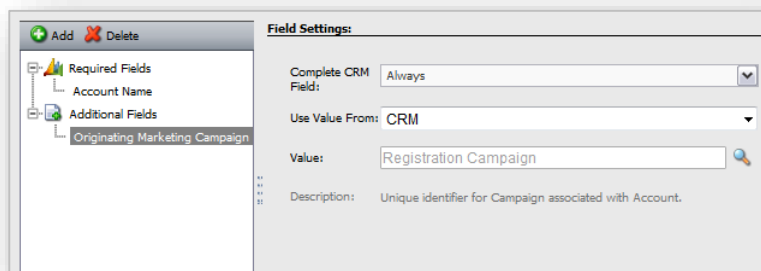 Add Delete
Required Fields
Account Name
Additional Fields
Originating Marketing Campaign
Field Settings:
Complete CRM
Field:
Always
Use Value From:
CRM
Value:
Registration Campaign
Description:
Unique identifier for Campaign associated with Account.